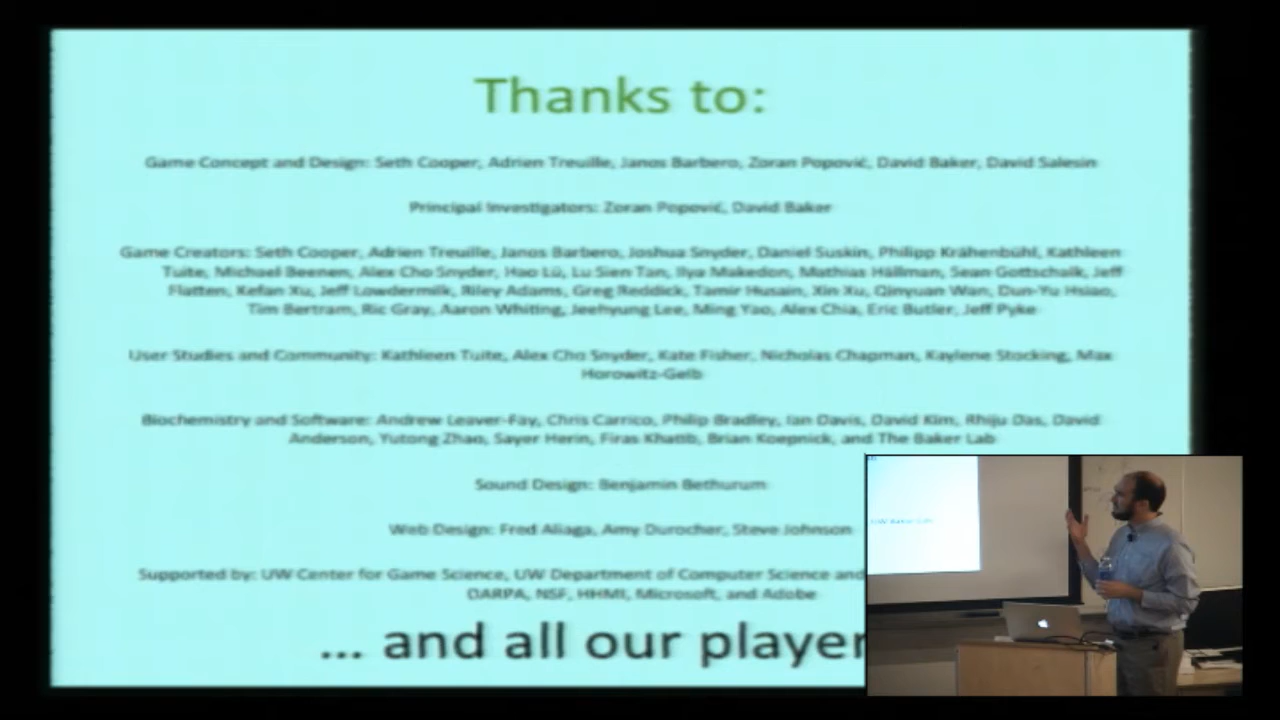 Thanks to:
Game Concept and Design: Seth Cooper, Adrien Treuille, Janos Barbero, Zoran Popović, David Baker, David Salesin
Principal Investigators: Zoran Popović, David Baker
Game Creators: Seth Cooper, Adrien Treuille, Janos Barbero, Joshua Snyder, Daniel Suskin, Philipp Krähenbühl, Kathleen
Tuite, Michael Beenen, Alex Cho Snyder, Hao Lü, Lu Sien Tan, Ilya Makedon, Mathias Hällman, Sean Gottschalk, Jeff
Flatten, Kefan Xu, Jeff Lowdermilk, Riley Adams, Greg Reddick, Tamir Husain, Xin Xu, Qinyuan Wan, Dun-Yu Hsiao,
Tim Bertram, Ric Gray, Aaron Whiting, Jeehyung Lee, Ming Yao, Alex Chia, Eric Butler, Jeff Pyke
User Studies and Community: Kathleen Tuite, Alex Cho Snyder, Kate Fisher, Nicholas Chapman, Kaylene Stocking, Max
Horowitz-Gelb
Biochemistry and Software: Andrew Leaver-Fay, Chris Carrico, Philip Bradley, Ian Davis, David Kim, Rhiju Das, David
Anderson, Yutong Zhao, Sayer Herin, Firas Khatib, Brian Koepnick, and The Baker Lab
Sound Design: Benjamin Bethurum
Web Design: Fred Aliaga, Amy Durocher, Steve Johnson
Supported by: UW Center for Game Science, UW Department of Computer Science and
DARPA, NSF, HHMI, Microsoft, and Adobe
... and all our player